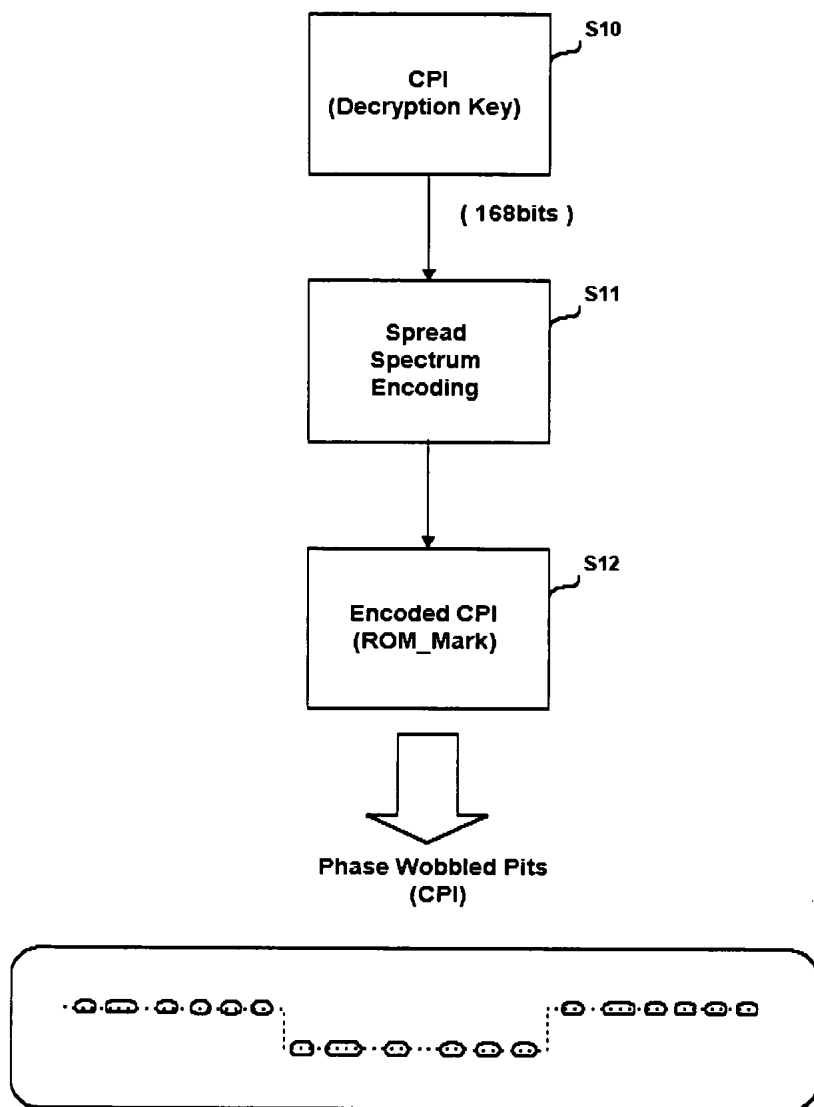 S10
CPI
(Decryption Key)
( 168bits )
S11
Spread
Spectrum
Encoding
S12
Encoded CPI
(ROM_Mark)
Phase Wobbled Pits
(CPI)